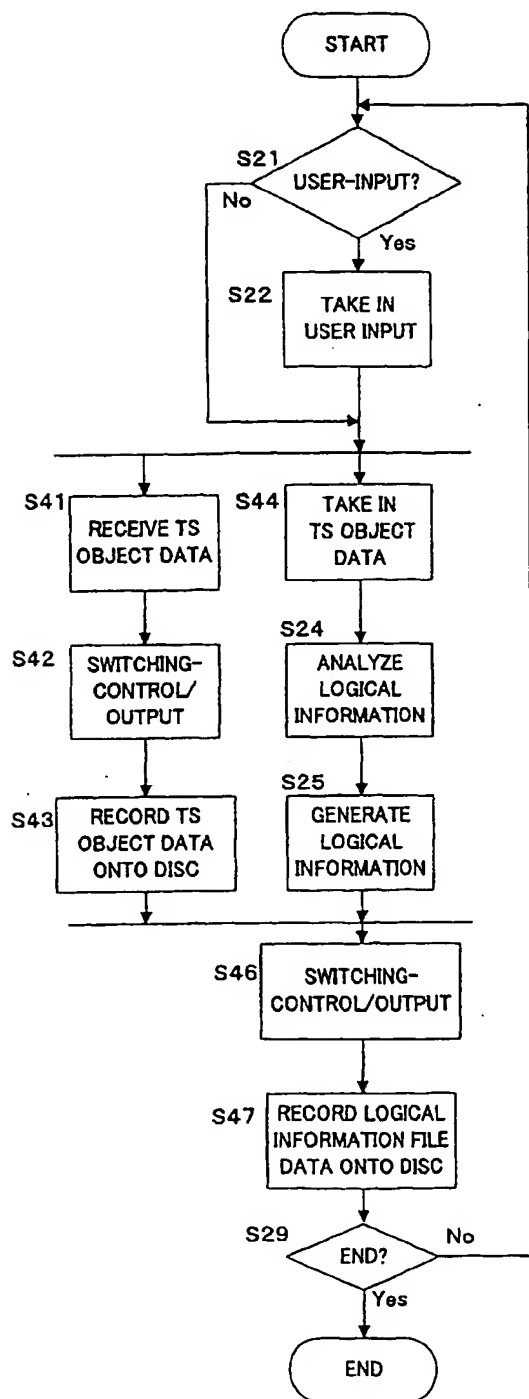 START
S21
USER-INPUT?
No
Yes
S22
TAKE IN
USER INPUT
S41
RECEIVE TS
OBJECT DATA
S44
TAKE IN
TS OBJECT
DATA
S42
SWITCHING-
CONTROL/
OUTPUT
S24
ANALYZE
LOGICAL
INFORMATION
S43
RECORD TS
OBJECT DATA
ONTO DISC
S25
GENERATE
LOGICAL
INFORMATION
S46
SWITCHING-
CONTROL/OUTPUT
S47
RECORD LOGICAL
INFORMATION FILE
DATA ONTO DISC
S29
END?
No
Yes
END